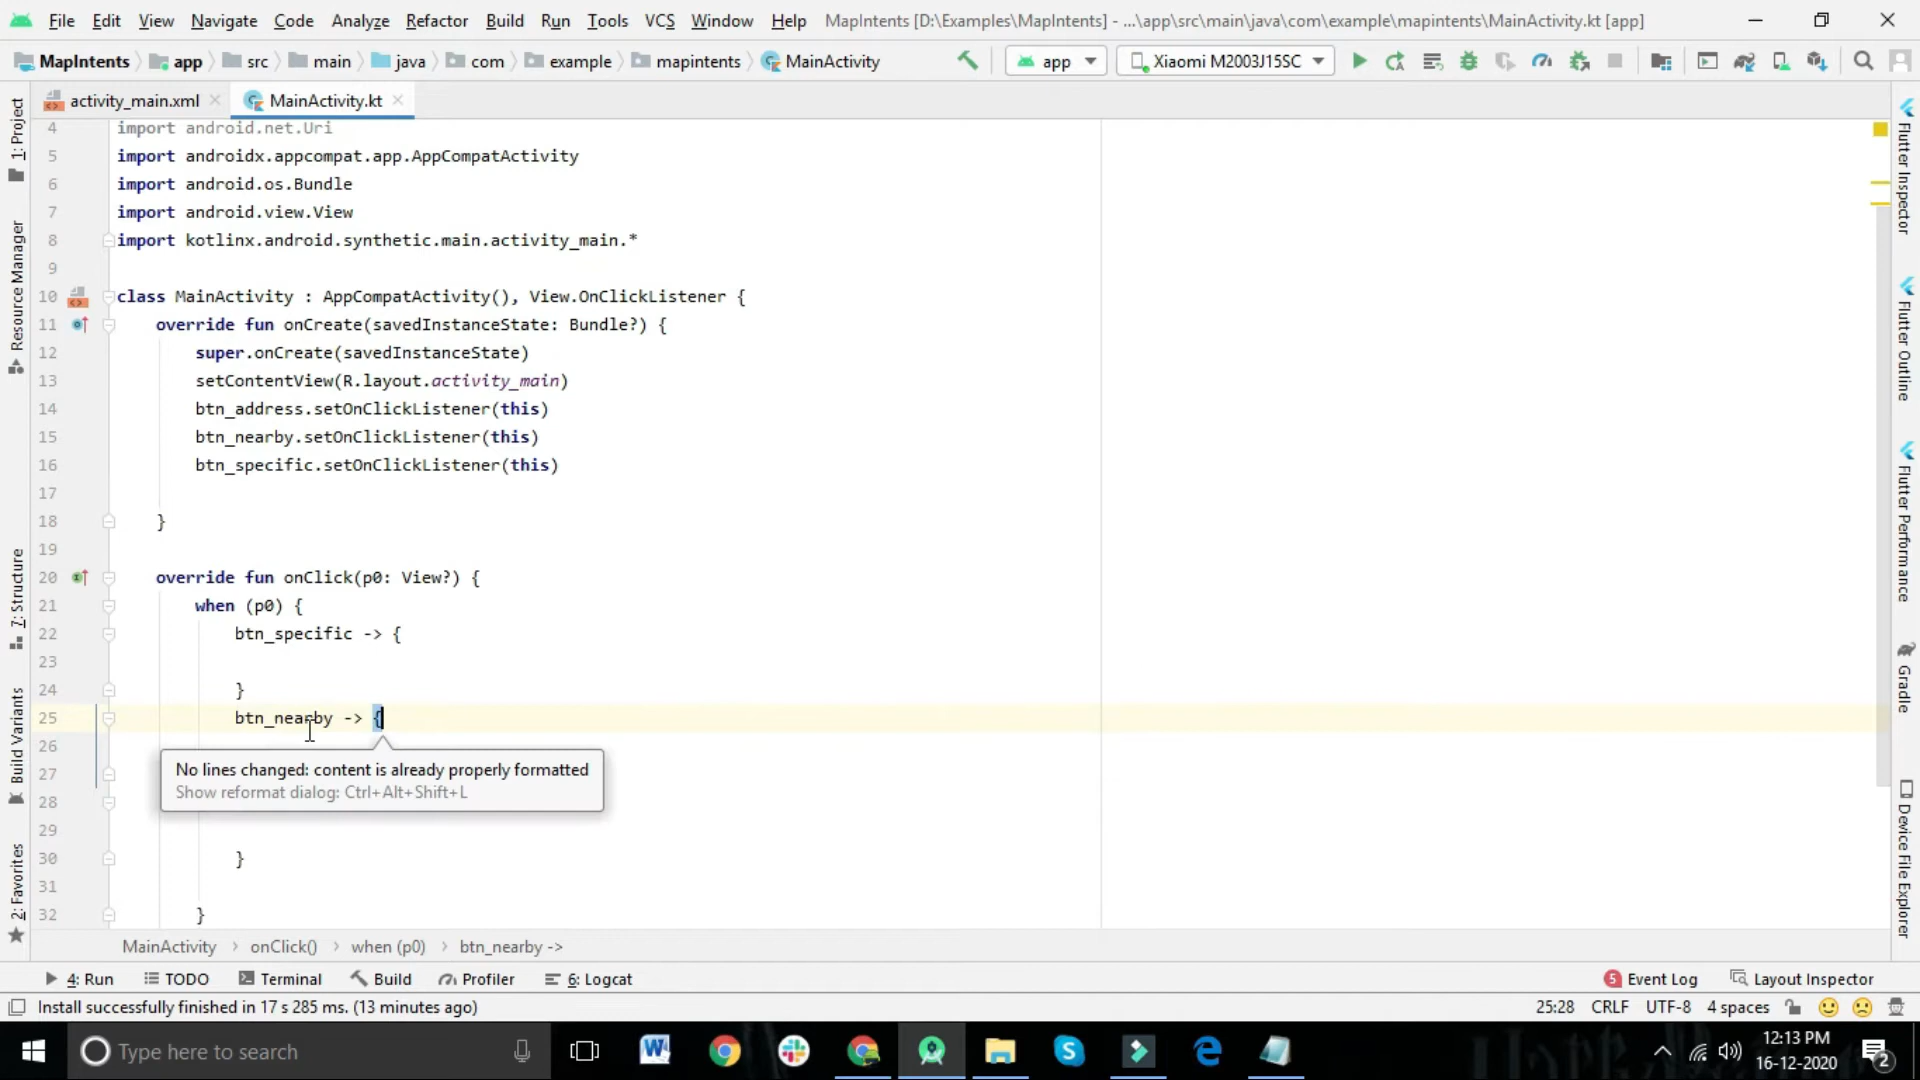 File Edit View Navigate Code Analyze Refactor Build Run Tools VCS Window Help MapIntents [D:\Examples\MapIntents] - ...\app\src\main\java\com\example\mapintents\MainActivity.kt [app]
MapIntents app src main java com example mapintents MainActivity app Xiaomi M2003J15SC
activity_main.xml MainActivity.kt
4 import android.net.Uri
5 import androidx.appcompat.app.AppCompatActivity
6 import android.os.Bundle
7 import android.view.View
8 import kotlinx.android.synthetic.main.activity_main.*
9
10 class MainActivity : AppCompatActivity(), View.OnClickListener {
11 override fun onCreate(savedInstanceState: Bundle?) {
12 super.onCreate(savedInstanceState)
13 setContentView(R.layout.activity_main)
14 btn_address.setOnClickListener(this)
15 btn_nearby.setOnClickListener(this)
16 btn_specific.setOnClickListener(this)
17
18 }
19
20 override fun onClick(p0: View?) {
21 when (p0) {
22 btn_specific -> {
23
24 }
25 btn_nearby -> {
26
No lines changed: content is already properly formatted
27
Show reformat dialog: Ctrl+Alt+Shift+L
28
29
30 }
31
32 }
MainActivity > onClick() > when (p0) > btn_nearby ->
4: Run TODO Terminal Build Profiler 6: Logcat 5 Event Log Layout Inspector
Install successfully finished in 17 s 285 ms. (13 minutes ago) 25:28 CRLF UTF-8 4 spaces
Type here to search
12:13 PM
16-12-2020
2
1: Project
Resource Manager
7: Structure
Build Variants
2: Favorites
Flutter Inspector
Flutter Outline
Flutter Performance
Gradle
Device File Explorer